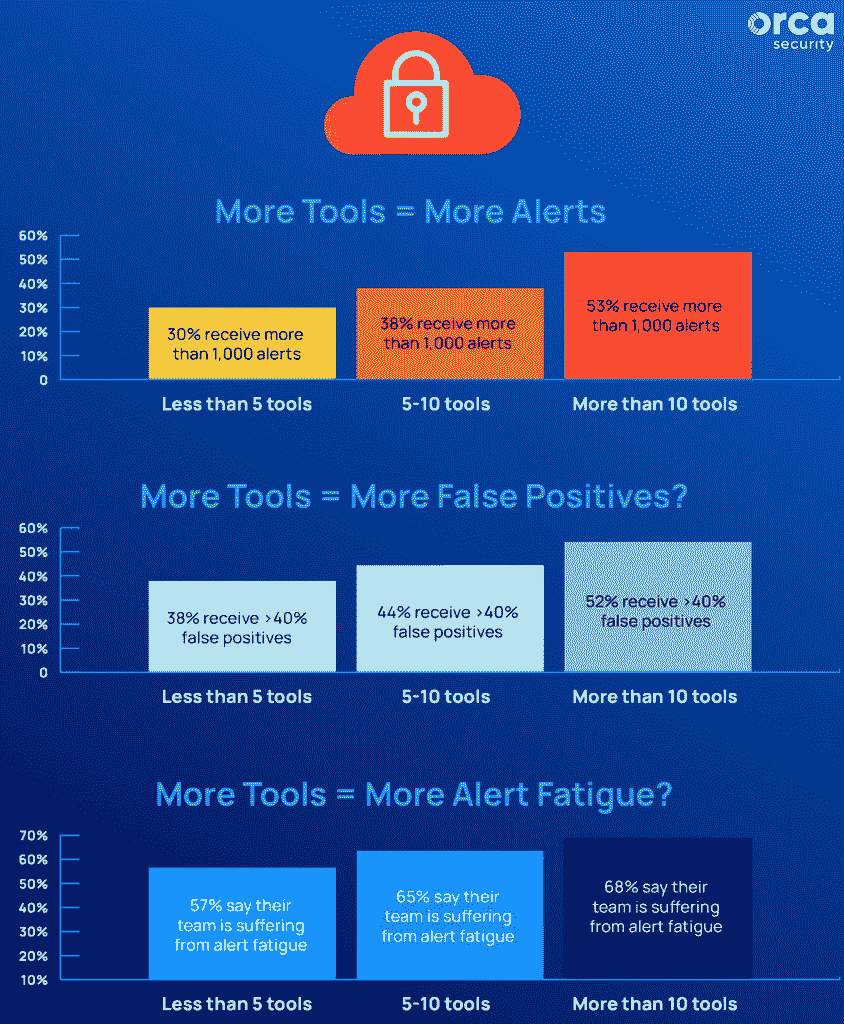 orca
security
More Tools = More Alerts
60%
50%
40%
30%
20%
10%
0
30% receive more
than 1,000 alerts
38% receive more
than 1,000 alerts
53% receive more
than 1,000 alerts
Less than 5 tools
5-10 tools
More than 10 tools
More Tools = More False Positives?
60%
50%
40%
30%
20%
10%
0
38% receive >40%
false positives
44% receive >40%
false positives
52% receive >40%
false positives
Less than 5 tools
5-10 tools
More than 10 tools
More Tools = More Alert Fatigue?
70%
60%
50%
40%
30%
20%
10%
57% say their
team is suffering
from alert fatigue
65% say their
team is suffering
from alert fatigue
68% say their
team is suffering
from alert fatigue
Less than 5 tools
5-10 tools
More than 10 tools